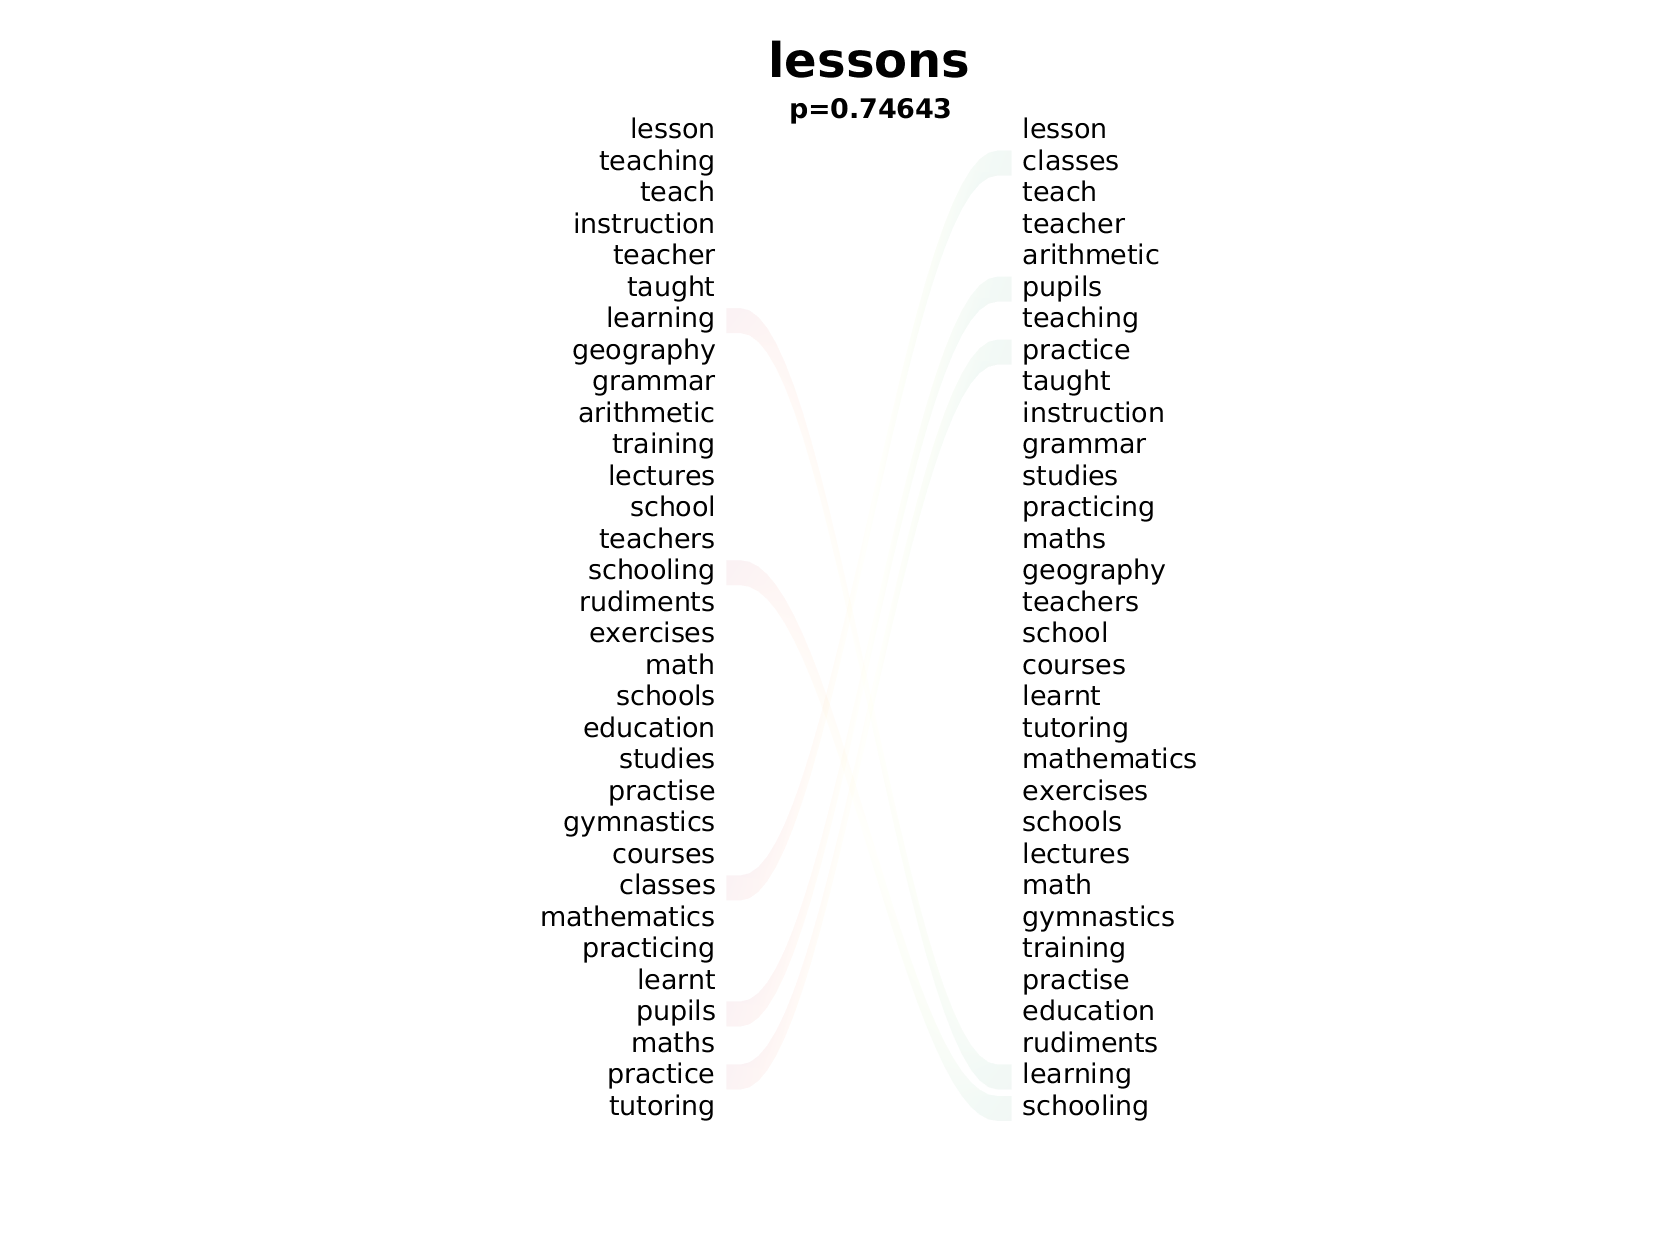 lessons
p=0.74643
lesson lesson
teaching classes
teach teach
instruction teacher
teacher arithmetic
taught pupils
learning teaching
geography practice
grammar taught
arithmetic instruction
training grammar
lectures studies
school practicing
teachers maths
schooling geography
rudiments teachers
exercises school
math courses
schools learnt
education tutoring
studies mathematics
practise exercises
gymnastics schools
courses lectures
classes math
mathematics gymnastics
practicing training
learnt practise
pupils education
maths rudiments
practice learning
tutoring schooling